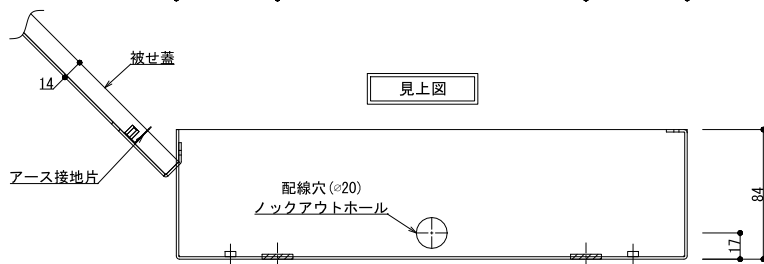 被せ蓋
14
見上図
アース接地片
配線穴(⌀20)
ノックアウトホール
84
17